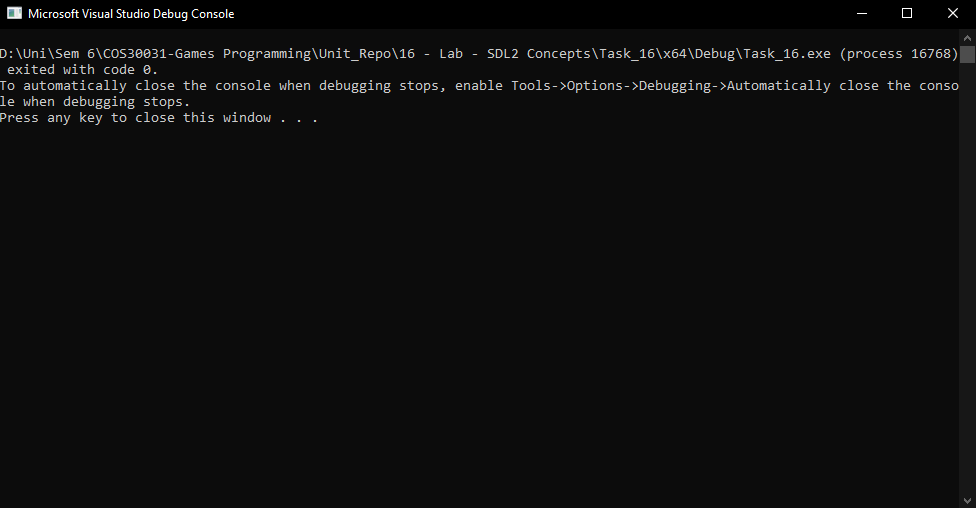 Microsoft Visual Studio Debug Console
D:\Uni\Sem 6\COS30031-Games Programming\Unit_Repo\16 - Lab - SDL2 Concepts\Task_16\x64\Debug\Task_16.exe (process 16768)
 exited with code 0.
To automatically close the console when debugging stops, enable Tools->Options->Debugging->Automatically close the conso
le when debugging stops.
Press any key to close this window . . .